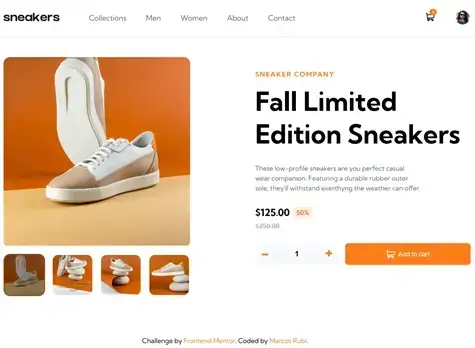 sneakers
Collections
Men
Women
About
Contact
SNEAKER COMPANY
Fall Limited
Edition Sneakers
These low-profile sneakers are you perfect casual
wear companion. Featuring a durable rubber outer
sole, they'll withstand everthyng the weather can offer.
$125.00 50%
$250.00
− 1 +
Add to cart
Challenge by Frontend Mentor. Coded by Marcos Rubi.